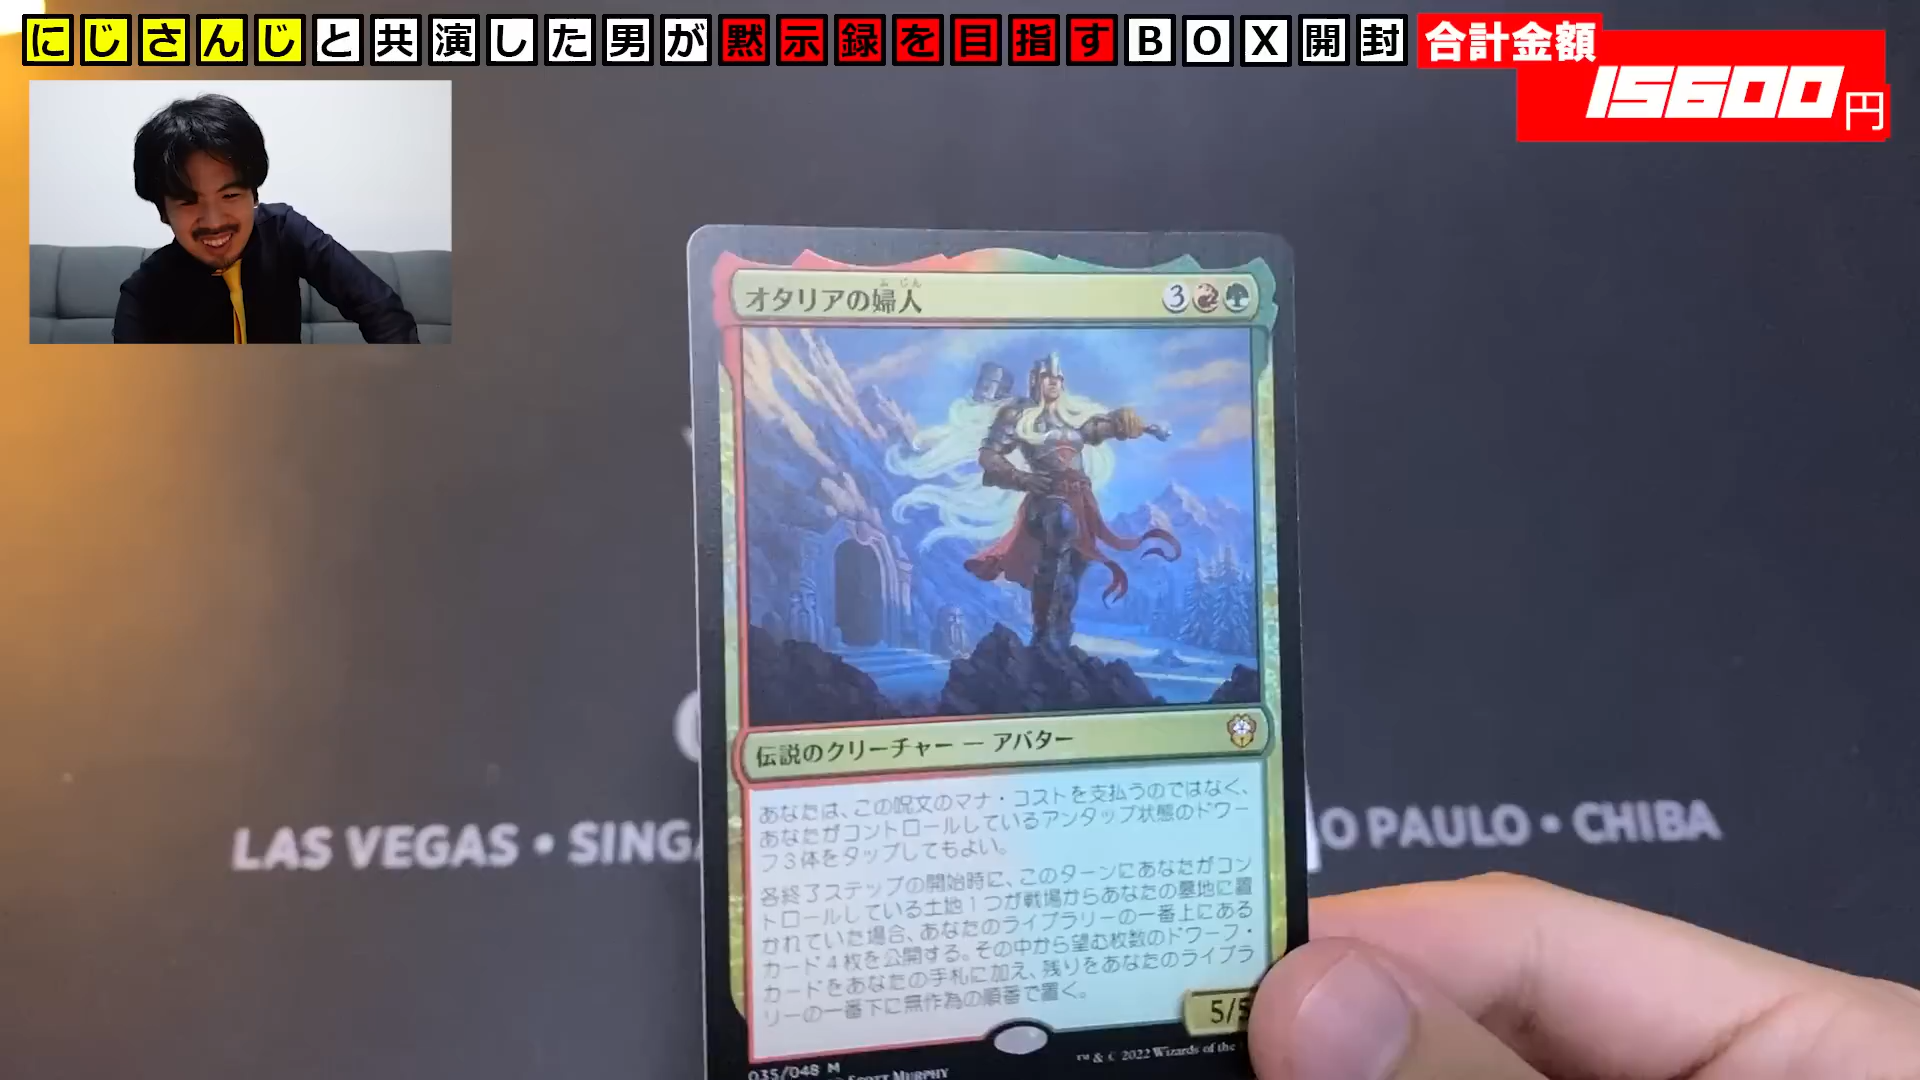 にじさんじと共演した男が黙示録を目指すBOX開封
合計金額
15600円
オタリアの婦人
ふじん
3
伝説のクリーチャー ― アバター
あなたは、この呪文のマナ・コストを支払うのではなく、
あなたがコントロールしているアンタップ状態のドワー
フ3体をタップしてもよい。
各終了ステップの開始時に、このターンにあなたがコン
トロールしている土地1つが戦場からあなたの墓地に置
かれていた場合、あなたのライブラリーの一番上にある
カード4枚を公開する。その中から望む枚数のドワーフ・
カードをあなたの手札に加え、残りをあなたのライブラ
リーの一番下に無作為の順番で置く。
5/5
035/048 M
SCOTT MURPHY
™ & © 2022 Wizards of the
LAS VEGAS • SINGA
O PAULO • CHIBA